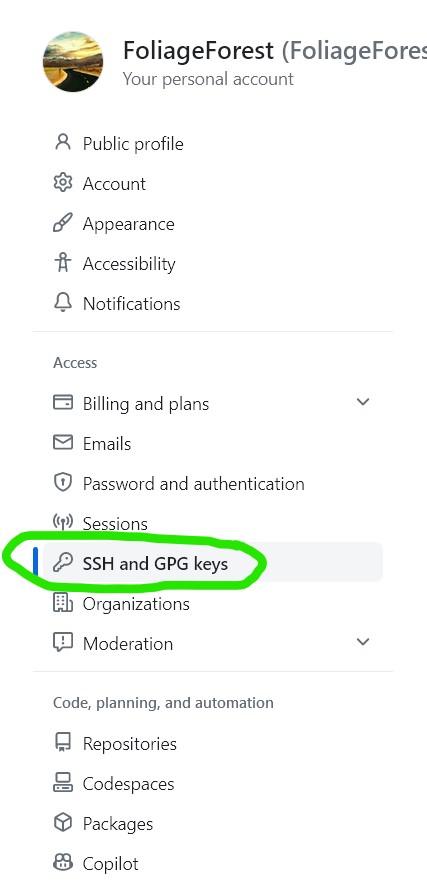 FoliageForest (FoliageFores
Your personal account
Public profile
Account
Appearance
Accessibility
Notifications
Access
Billing and plans
Emails
Password and authentication
Sessions
SSH and GPG keys
Organizations
Moderation
Code, planning, and automation
Repositories
Codespaces
Packages
Copilot